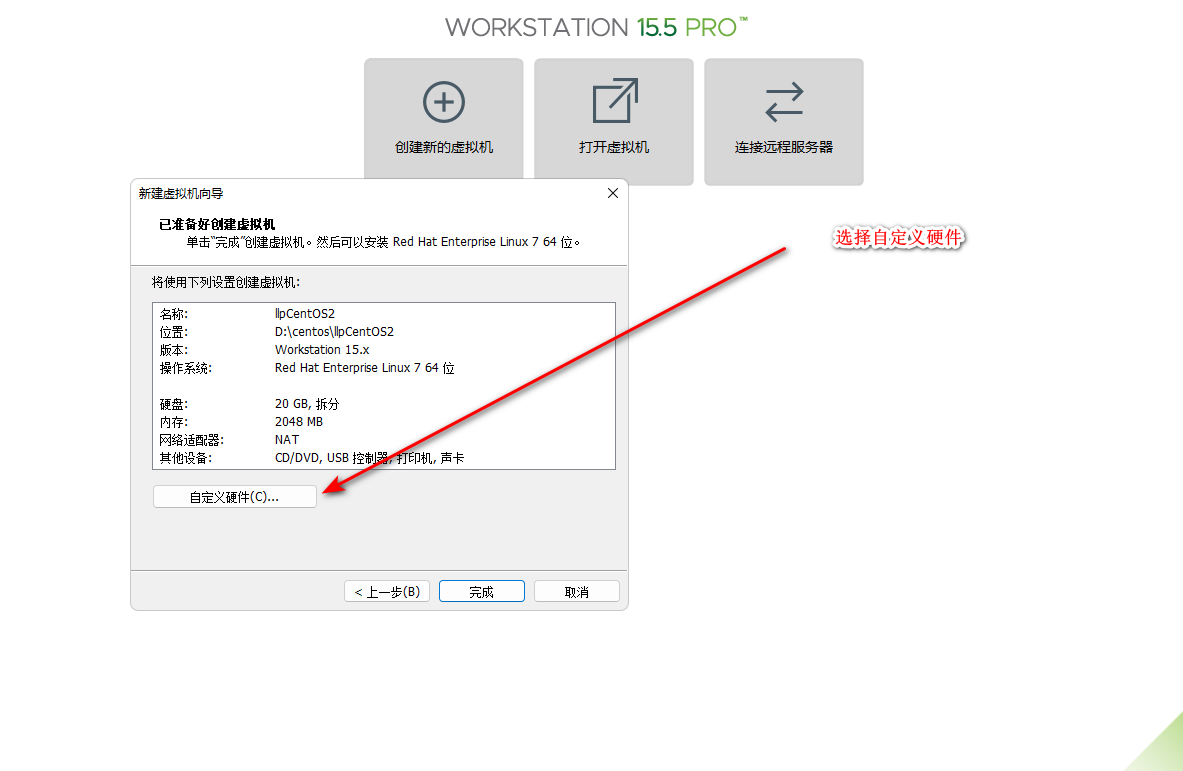 WORKSTATION 15.5 PRO™
创建新的虚拟机
打开虚拟机
连接远程服务器
新建虚拟机向导
已准备好创建虚拟机
单击“完成”创建虚拟机。然后可以安装 Red Hat Enterprise Linux 7 64 位。
选择自定义硬件
将使用下列设置创建虚拟机:
名称: llpCentOS2
位置: D:\centos\llpCentOS2
版本: Workstation 15.x
操作系统: Red Hat Enterprise Linux 7 64 位
硬盘: 20 GB, 拆分
内存: 2048 MB
网络适配器: NAT
其他设备: CD/DVD, USB 控制器, 打印机, 声卡
自定义硬件(C)...
< 上一步(B) 完成 取消